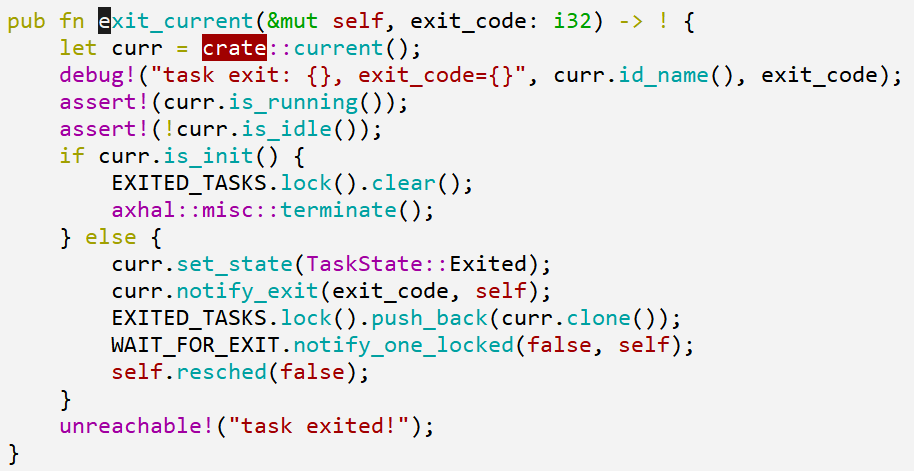 pub fn exit_current(&mut self, exit_code: i32) -> ! {
    let curr = crate::current();
    debug!("task exit: {}, exit_code={}", curr.id_name(), exit_code);
    assert!(curr.is_running());
    assert!(!curr.is_idle());
    if curr.is_init() {
        EXITED_TASKS.lock().clear();
        axhal::misc::terminate();
    } else {
        curr.set_state(TaskState::Exited);
        curr.notify_exit(exit_code, self);
        EXITED_TASKS.lock().push_back(curr.clone());
        WAIT_FOR_EXIT.notify_one_locked(false, self);
        self.resched(false);
    }
    unreachable!("task exited!");
}